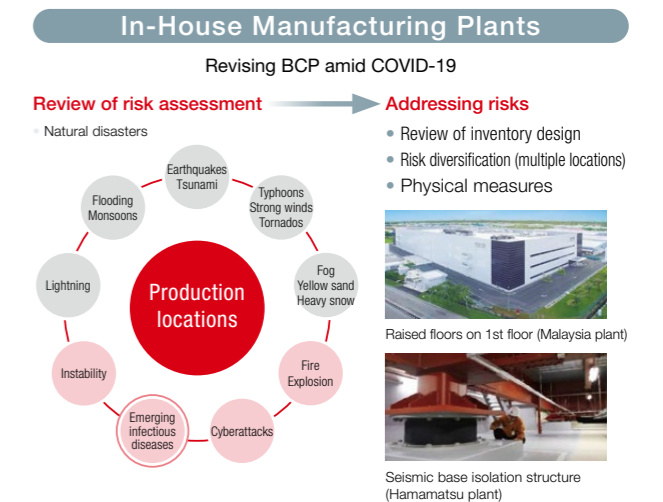 In-House Manufacturing Plants
Revising BCP amid COVID-19
Review of risk assessment
Natural disasters
Earthquakes
Tsunami
Typhoons
Strong winds
Tornados
Fog
Yellow sand
Heavy snow
Fire
Explosion
Cyberattacks
Emerging
infectious
diseases
Instability
Lightning
Flooding
Monsoons
Production
locations
Addressing risks
Review of inventory design
Risk diversification (multiple locations)
Physical measures
Raised floors on 1st floor (Malaysia plant)
Seismic base isolation structure
(Hamamatsu plant)